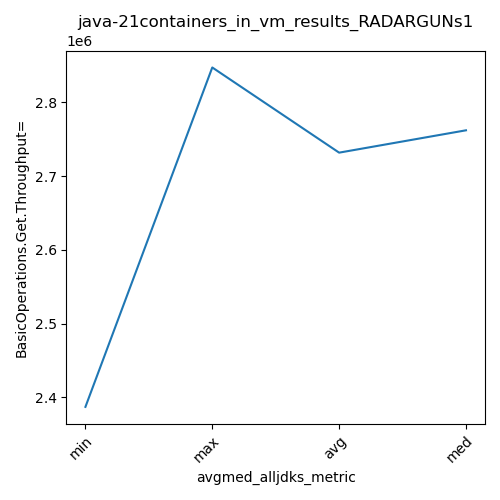 java-21containers_in_vm_results_RADARGUNs1
1e6
BasicOperations.Get.Throughput=
2.8
2.7
2.6
2.5
2.4
min
max
avg
med
avgmed_alljdks_metric